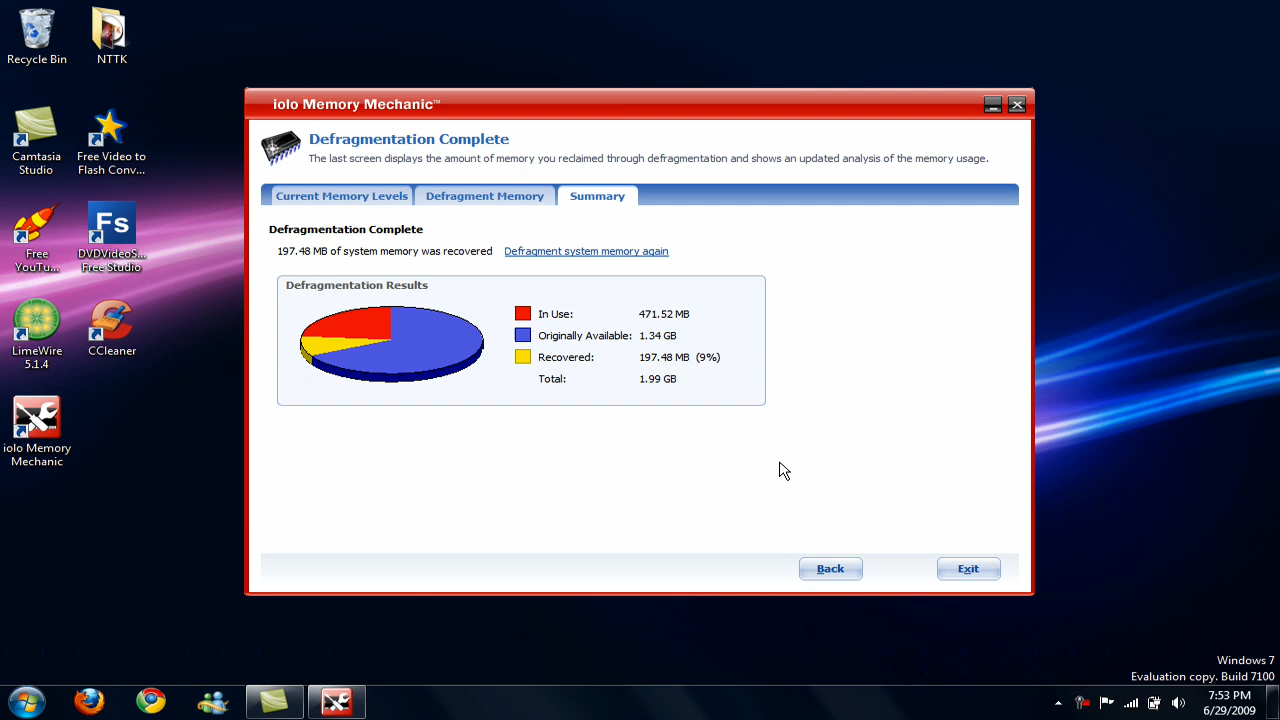 Recycle Bin
NTTK
Camtasia
Studio
Free Video to
Flash Conv...
Free
YouTu...
Fs
DVDVideoS...
Free Studio
LimeWire
5.1.4
CCleaner
iolo Memory
Mechanic
iolo Memory Mechanic™
Defragmentation Complete
The last screen displays the amount of memory you reclaimed through defragmentation and shows an updated analysis of the memory usage.
Current Memory Levels
Defragment Memory
Summary
Defragmentation Complete
197.48 MB of system memory was recovered Defragment system memory again
Defragmentation Results
In Use: 471.52 MB
Originally Available: 1.34 GB
Recovered: 197.48 MB (9%)
Total: 1.99 GB
Back
Exit
Windows 7
Evaluation copy. Build 7100
7:53 PM
6/29/2009